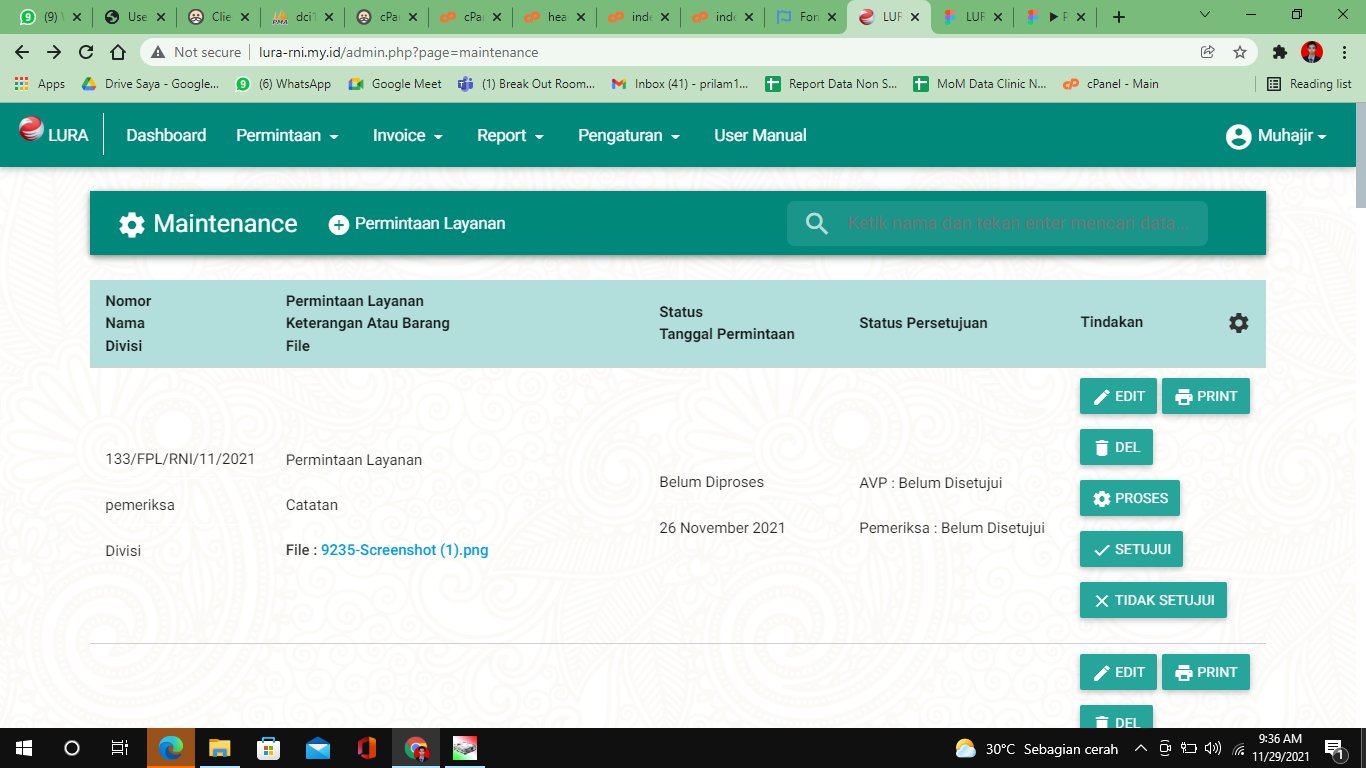 (9) W
Use
Clie
dci1
cPa
cPa
hea
inde
inde
For
LUR
LUR
P
Not secure
lura-rni.my.id/admin.php?page=maintenance
Apps
Drive Saya - Google...
(6) WhatsApp
Google Meet
(1) Break Out Room...
Inbox (41) - prilam1...
Report Data Non S...
MoM Data Clinic N...
cPanel - Main
Reading list
LURA
Dashboard
Permintaan
Invoice
Report
Pengaturan
User Manual
Muhajir
Maintenance
Permintaan Layanan
Ketik nama dan tekan enter mencari data...
Nomor
Nama
Divisi
Permintaan Layanan
Keterangan Atau Barang
File
Status
Tanggal Permintaan
Status Persetujuan
Tindakan
133/FPL/RNI/11/2021
pemeriksa
Divisi
Permintaan Layanan
Catatan
File : 9235-Screenshot (1).png
Belum Diproses
26 November 2021
AVP : Belum Disetujui
Pemeriksa : Belum Disetujui
EDIT
PRINT
DEL
PROSES
SETUJUI
TIDAK SETUJUI
EDIT
PRINT
DEL
30°C Sebagian cerah
9:36 AM
11/29/2021
1